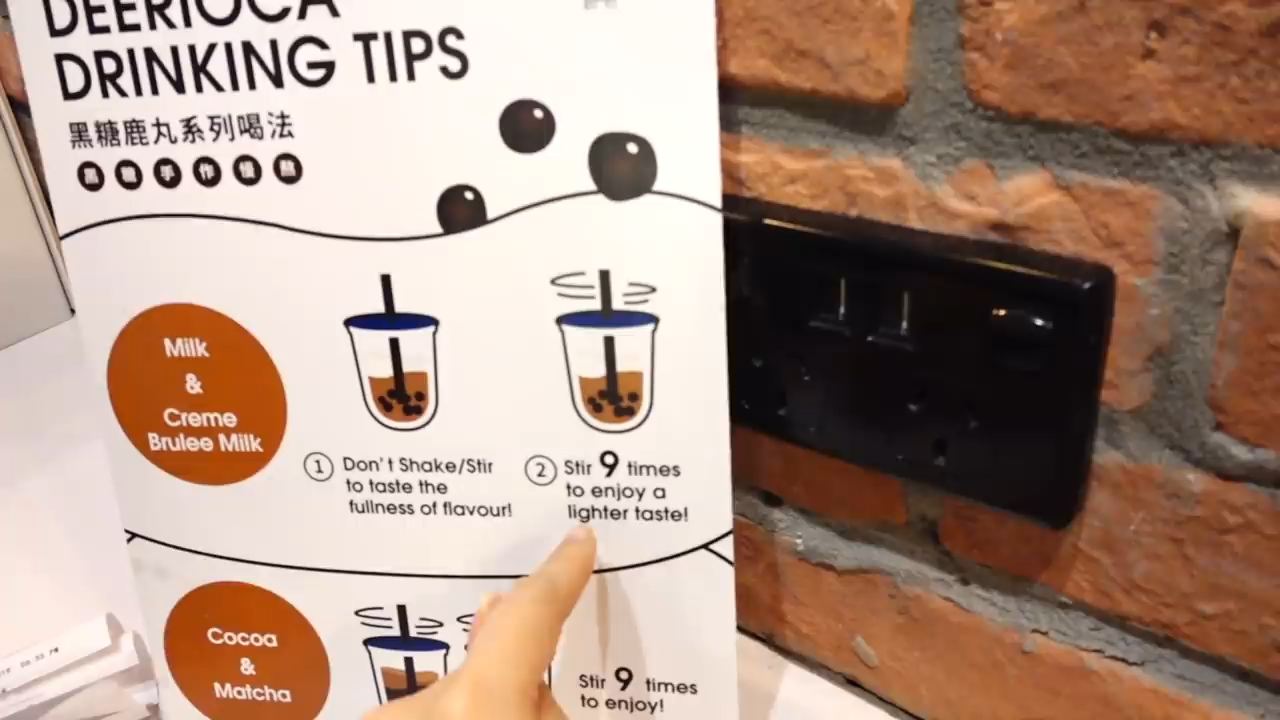 DEERIOCA
DRINKING TIPS
黑糖鹿丸系列喝法
黑糖手作慢熬
Milk
&
Creme
Brulee Milk
1 Don't Shake/Stir
to taste the
fullness of flavour!
2 Stir 9 times
to enjoy a
lighter taste!
Cocoa
&
Matcha
Stir 9 times
to enjoy!